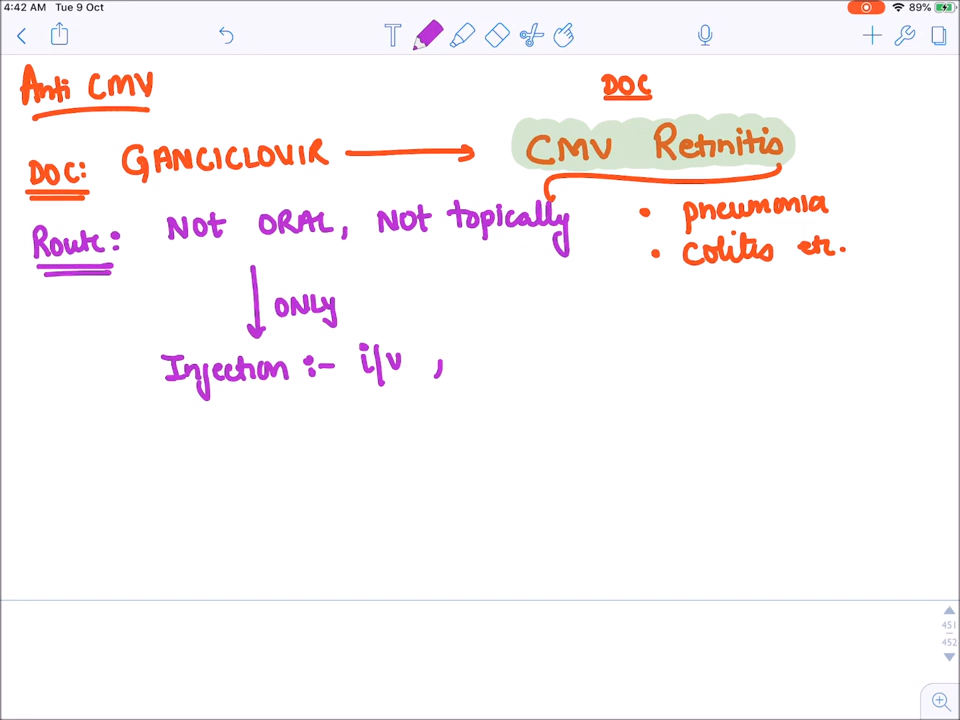 4:42 AM Tue 9 Oct
89%
T
Anti CMV
DOC
DOC: GANCICLOVIR → CMV Retinitis
Route: NOT ORAL, NOT topically
• pneumonia
• Colitis etc.
ONLY
Injection :- i/v ,
451
452